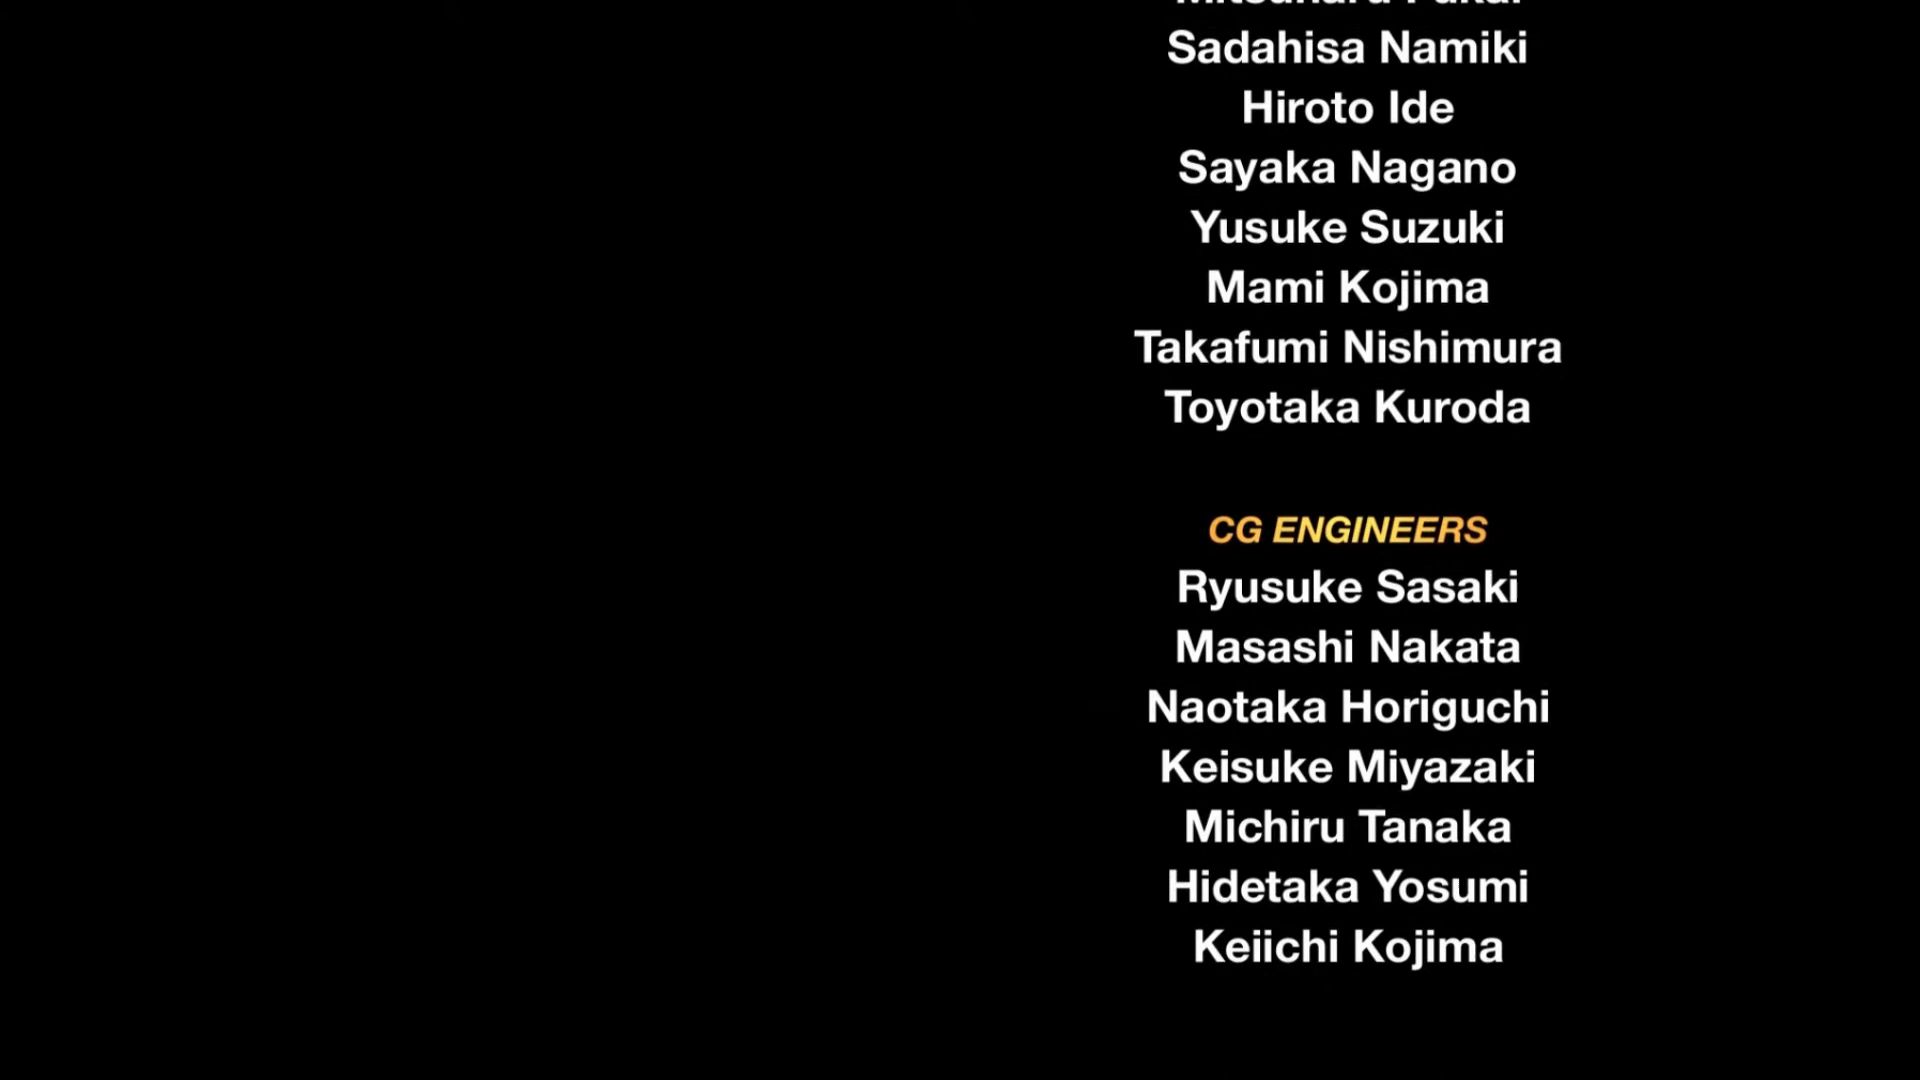 Sadahisa Namiki
Hiroto Ide
Sayaka Nagano
Yusuke Suzuki
Mami Kojima
Takafumi Nishimura
Toyotaka Kuroda
CG ENGINEERS
Ryusuke Sasaki
Masashi Nakata
Naotaka Horiguchi
Keisuke Miyazaki
Michiru Tanaka
Hidetaka Yosumi
Keiichi Kojima